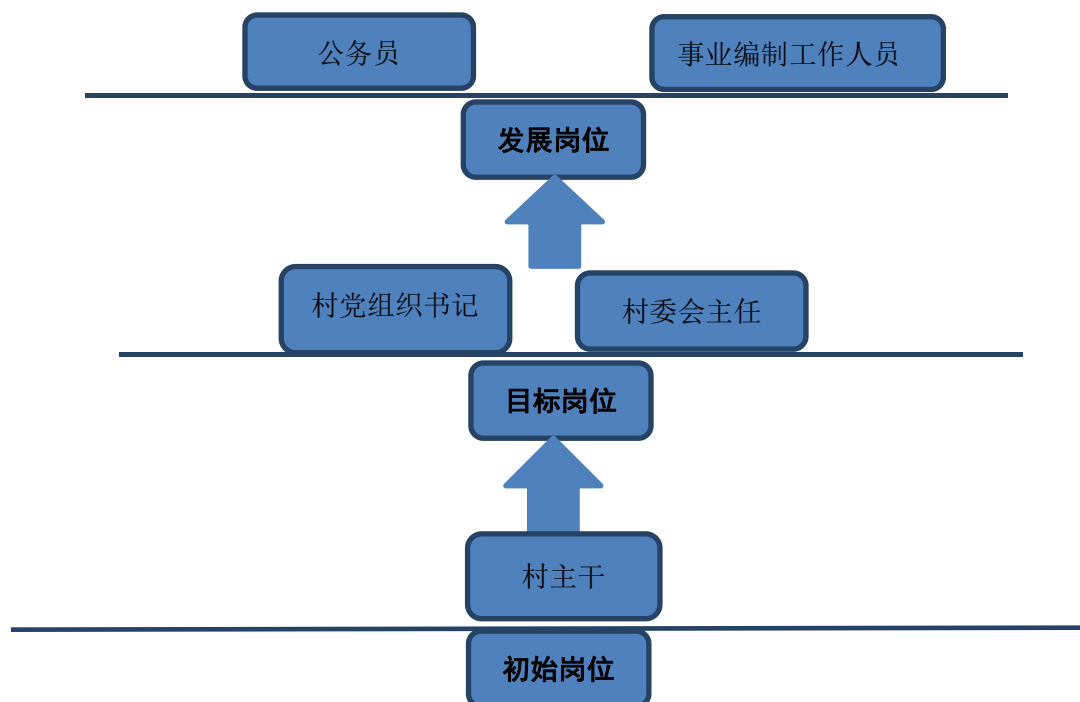 公务员
事业编制工作人员
发展岗位
村党组织书记
村委会主任
目标岗位
村主干
初始岗位